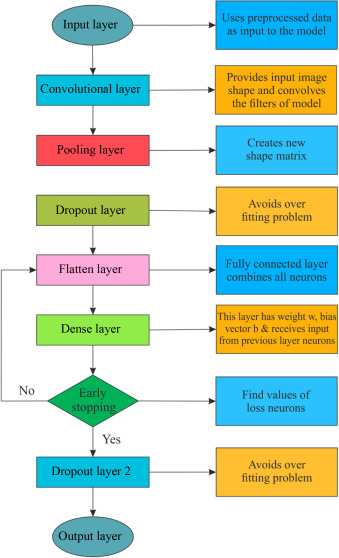 Input layer
Uses preprocessed data
as input to the model
Convolutional layer
Provides input image
shape and convolves
the filters of model
Pooling layer
Creates new
shape matrix
Dropout layer
Avoids over
fitting problem
Flatten layer
Fully connected layer
combines all neurons
Dense layer
This layer has weight w, bias
vector b & receives input
from previous layer neurons
No
Early
stopping
Find values of
loss neurons
Yes
Dropout layer 2
Avoids over
fitting problem
Output layer